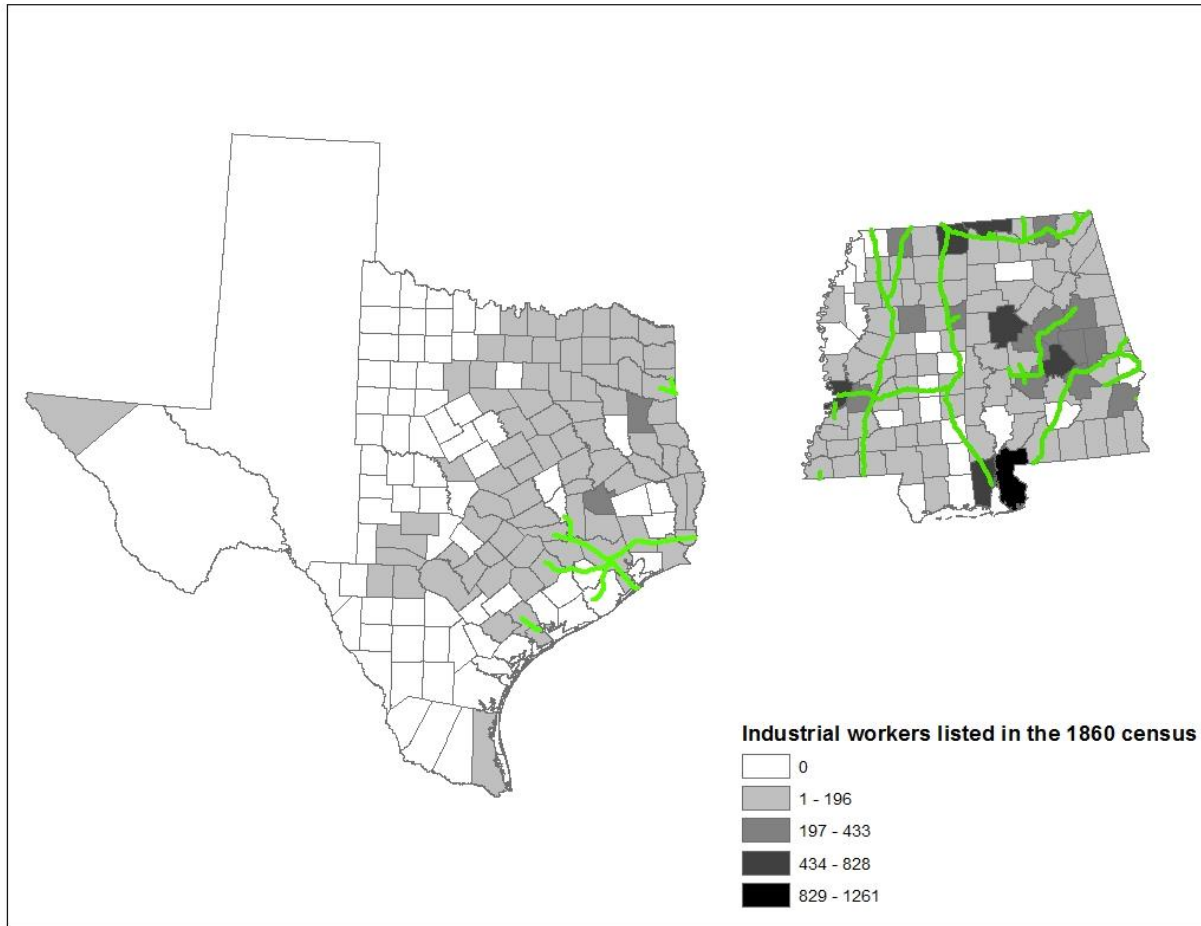 Industrial workers listed in the 1860 census
0
1 - 196
197 - 433
434 - 828
829 - 1261